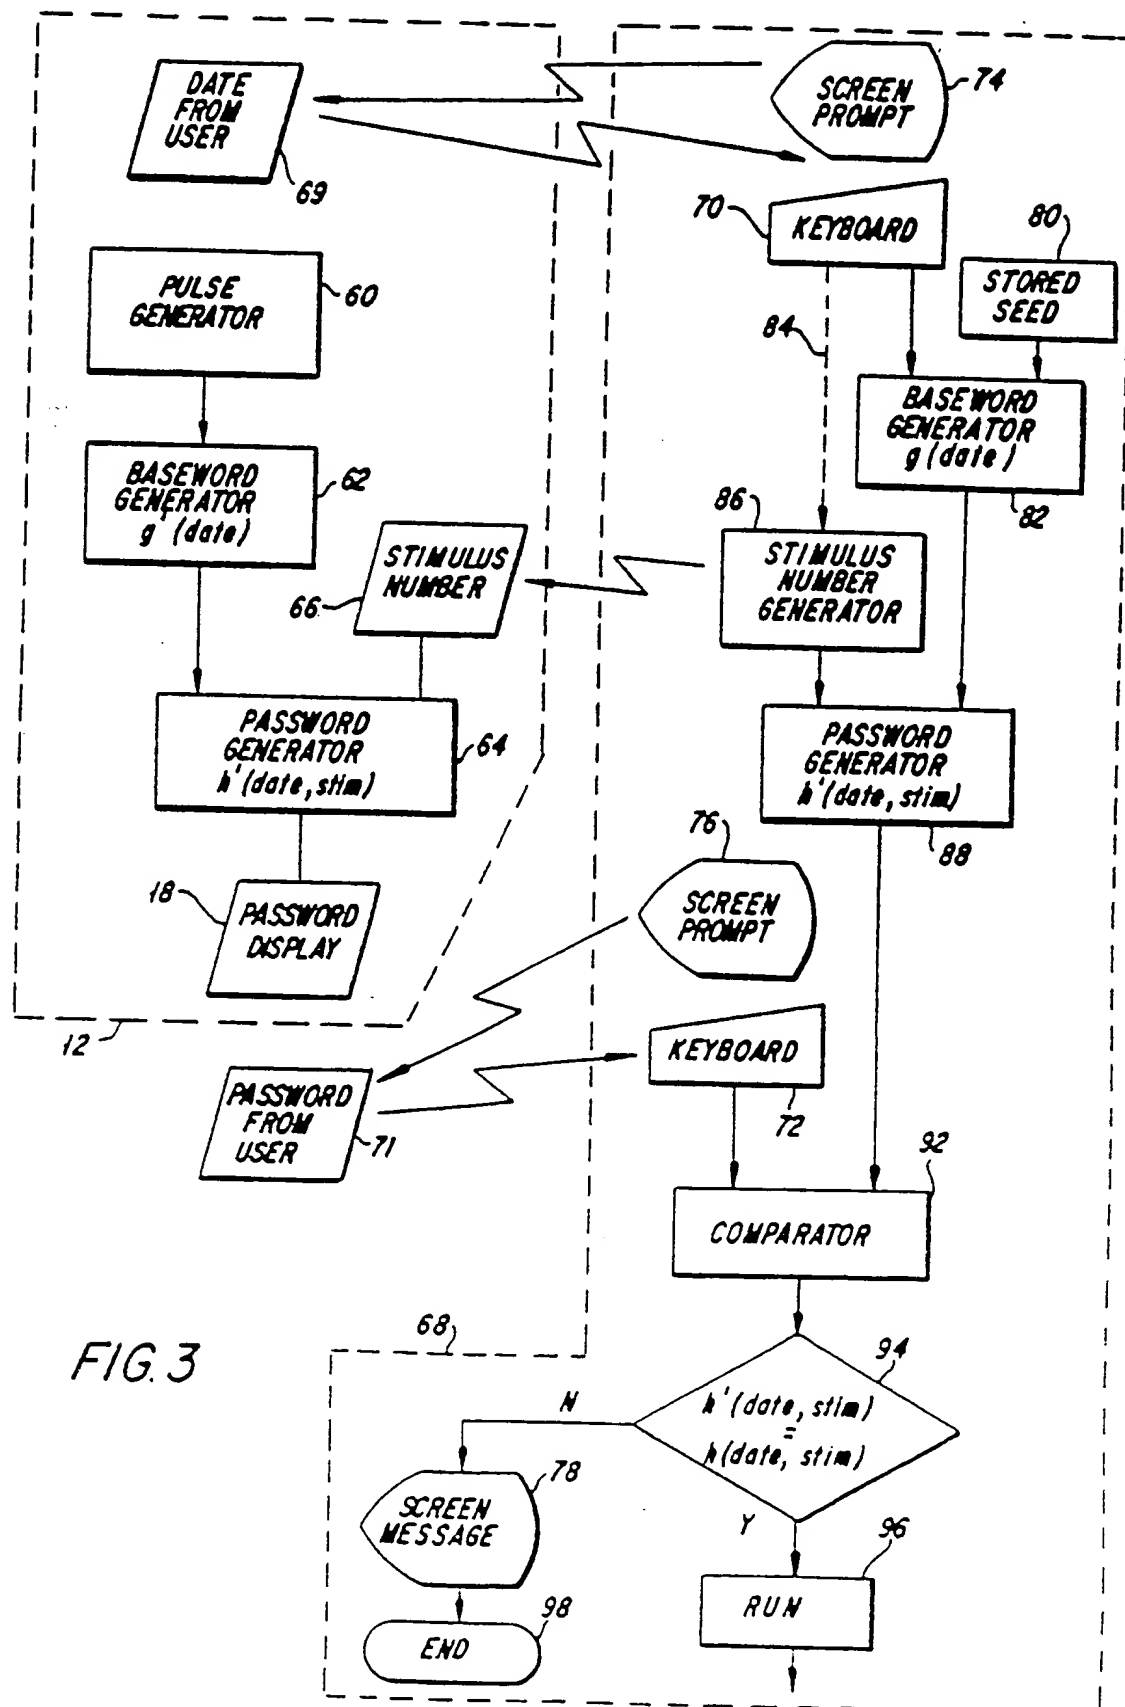 DATE
FROM
USER
69
SCREEN
PROMPT
74
70
KEYBOARD
80
STORED
SEED
PULSE
GENERATOR
60
84
BASEWORD
GENERATOR
g(date)
82
BASEWORD
GENERATOR
g'(date)
62
86
STIMULUS
NUMBER
66
STIMULUS
NUMBER
GENERATOR
PASSWORD
GENERATOR
h'(date,stim)
64
PASSWORD
GENERATOR
h'(date,stim)
88
18
PASSWORD
DISPLAY
76
SCREEN
PROMPT
12
KEYBOARD
72
PASSWORD
FROM
USER
71
92
COMPARATOR
FIG.3
68
94
h'(date,stim)
=
h(date, stim)
N
Y
78
SCREEN
MESSAGE
96
RUN
98
END